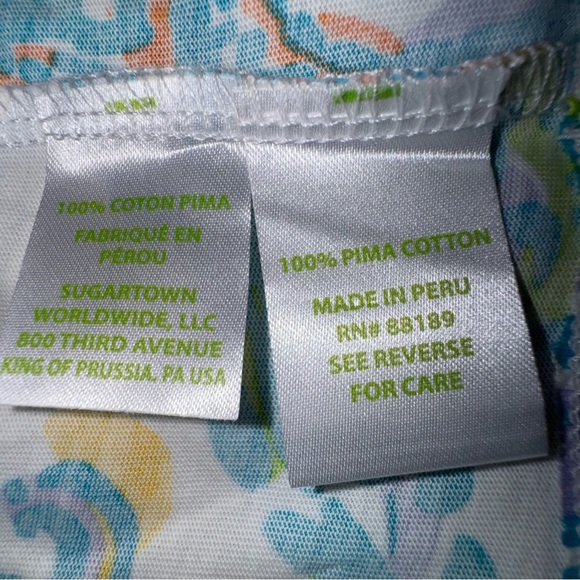 100% COTON PIMA
FABRIQUÉ EN
PÉROU
SUGARTOWN
WORLDWIDE, LLC
800 THIRD AVENUE
KING OF PRUSSIA. PA USA
100% PIMA COTTON
MADE IN PERU
RN# 88189
SEE REVERSE
FOR CARE